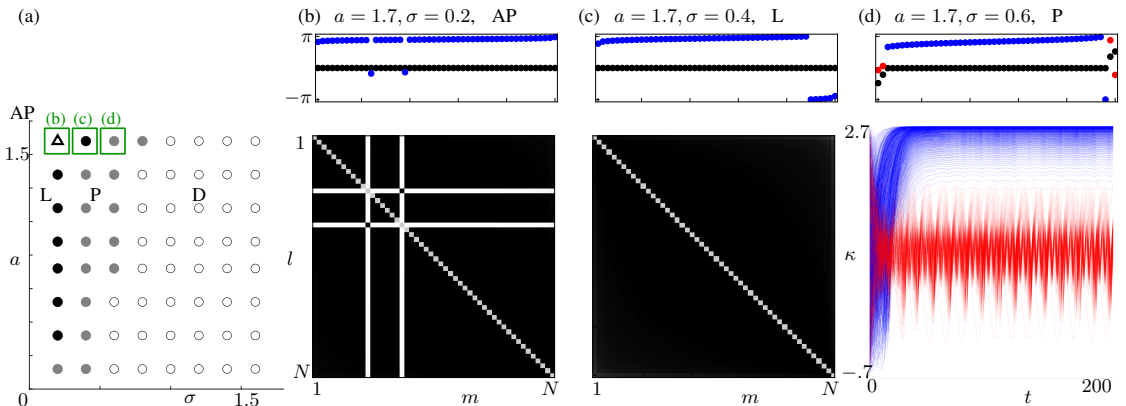 (a)
(b) a = 1.7, σ = 0.2, AP
(c) a = 1.7, σ = 0.4, L
(d) a = 1.7, σ = 0.6, P
π
−π
AP
(b) (c) (d)
1.5
L P D
a
0 σ 1.5
1
l
N
1 m N
1 m N
2.7
κ
−.7
0 t 200